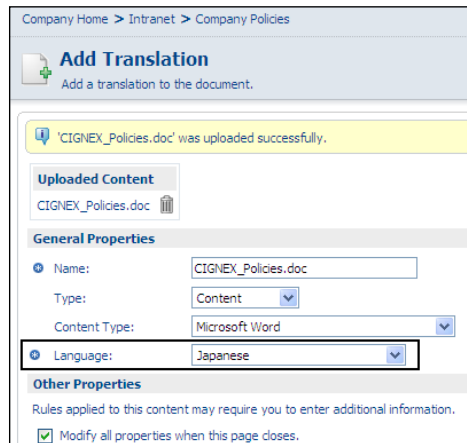 Company Home > Intranet > Company Policies
Add Translation
Add a translation to the document.
'CIGNEX_Policies.doc' was uploaded successfully.
Uploaded Content
CIGNEX_Policies.doc
General Properties
Name: CIGNEX_Policies.doc
Type: Content
Content Type: Microsoft Word
Language: Japanese
Other Properties
Rules applied to this content may require you to enter additional information.
Modify all properties when this page closes.